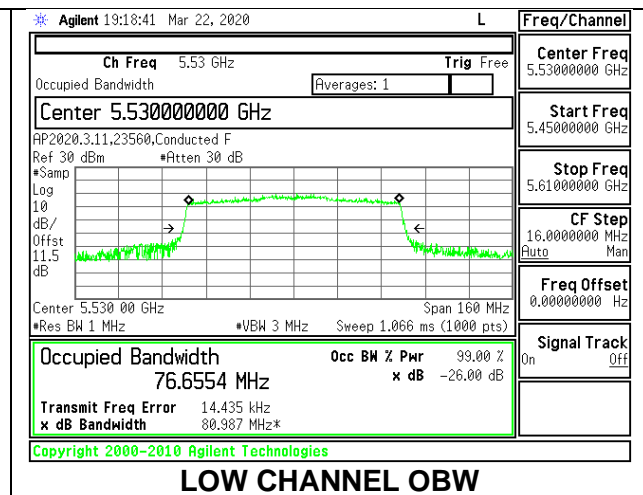 Agilent 19:18:41 Mar 22, 2020 L Freq/Channel
Ch Freq 5.53 GHz Trig Free
Occupied Bandwidth Averages: 1
Center 5.530000000 GHz
AP2020.3.11,23560,Conducted F
Ref 30 dBm #Atten 30 dB
#Samp
Log
10
dB/
Offst
11.5
dB
Center 5.530 00 GHz Span 160 MHz
#Res BW 1 MHz #VBW 3 MHz Sweep 1.066 ms (1000 pts)
Occupied Bandwidth Occ BW % Pwr 99.00 %
76.6554 MHz x dB -26.00 dB
Transmit Freq Error 14.435 kHz
x dB Bandwidth 80.987 MHz*
Copyright 2000-2010 Agilent Technologies
Center Freq
5.53000000 GHz
Start Freq
5.45000000 GHz
Stop Freq
5.61000000 GHz
CF Step
16.0000000 MHz
Auto Man
Freq Offset
0.00000000 Hz
Signal Track
On Off
LOW CHANNEL OBW